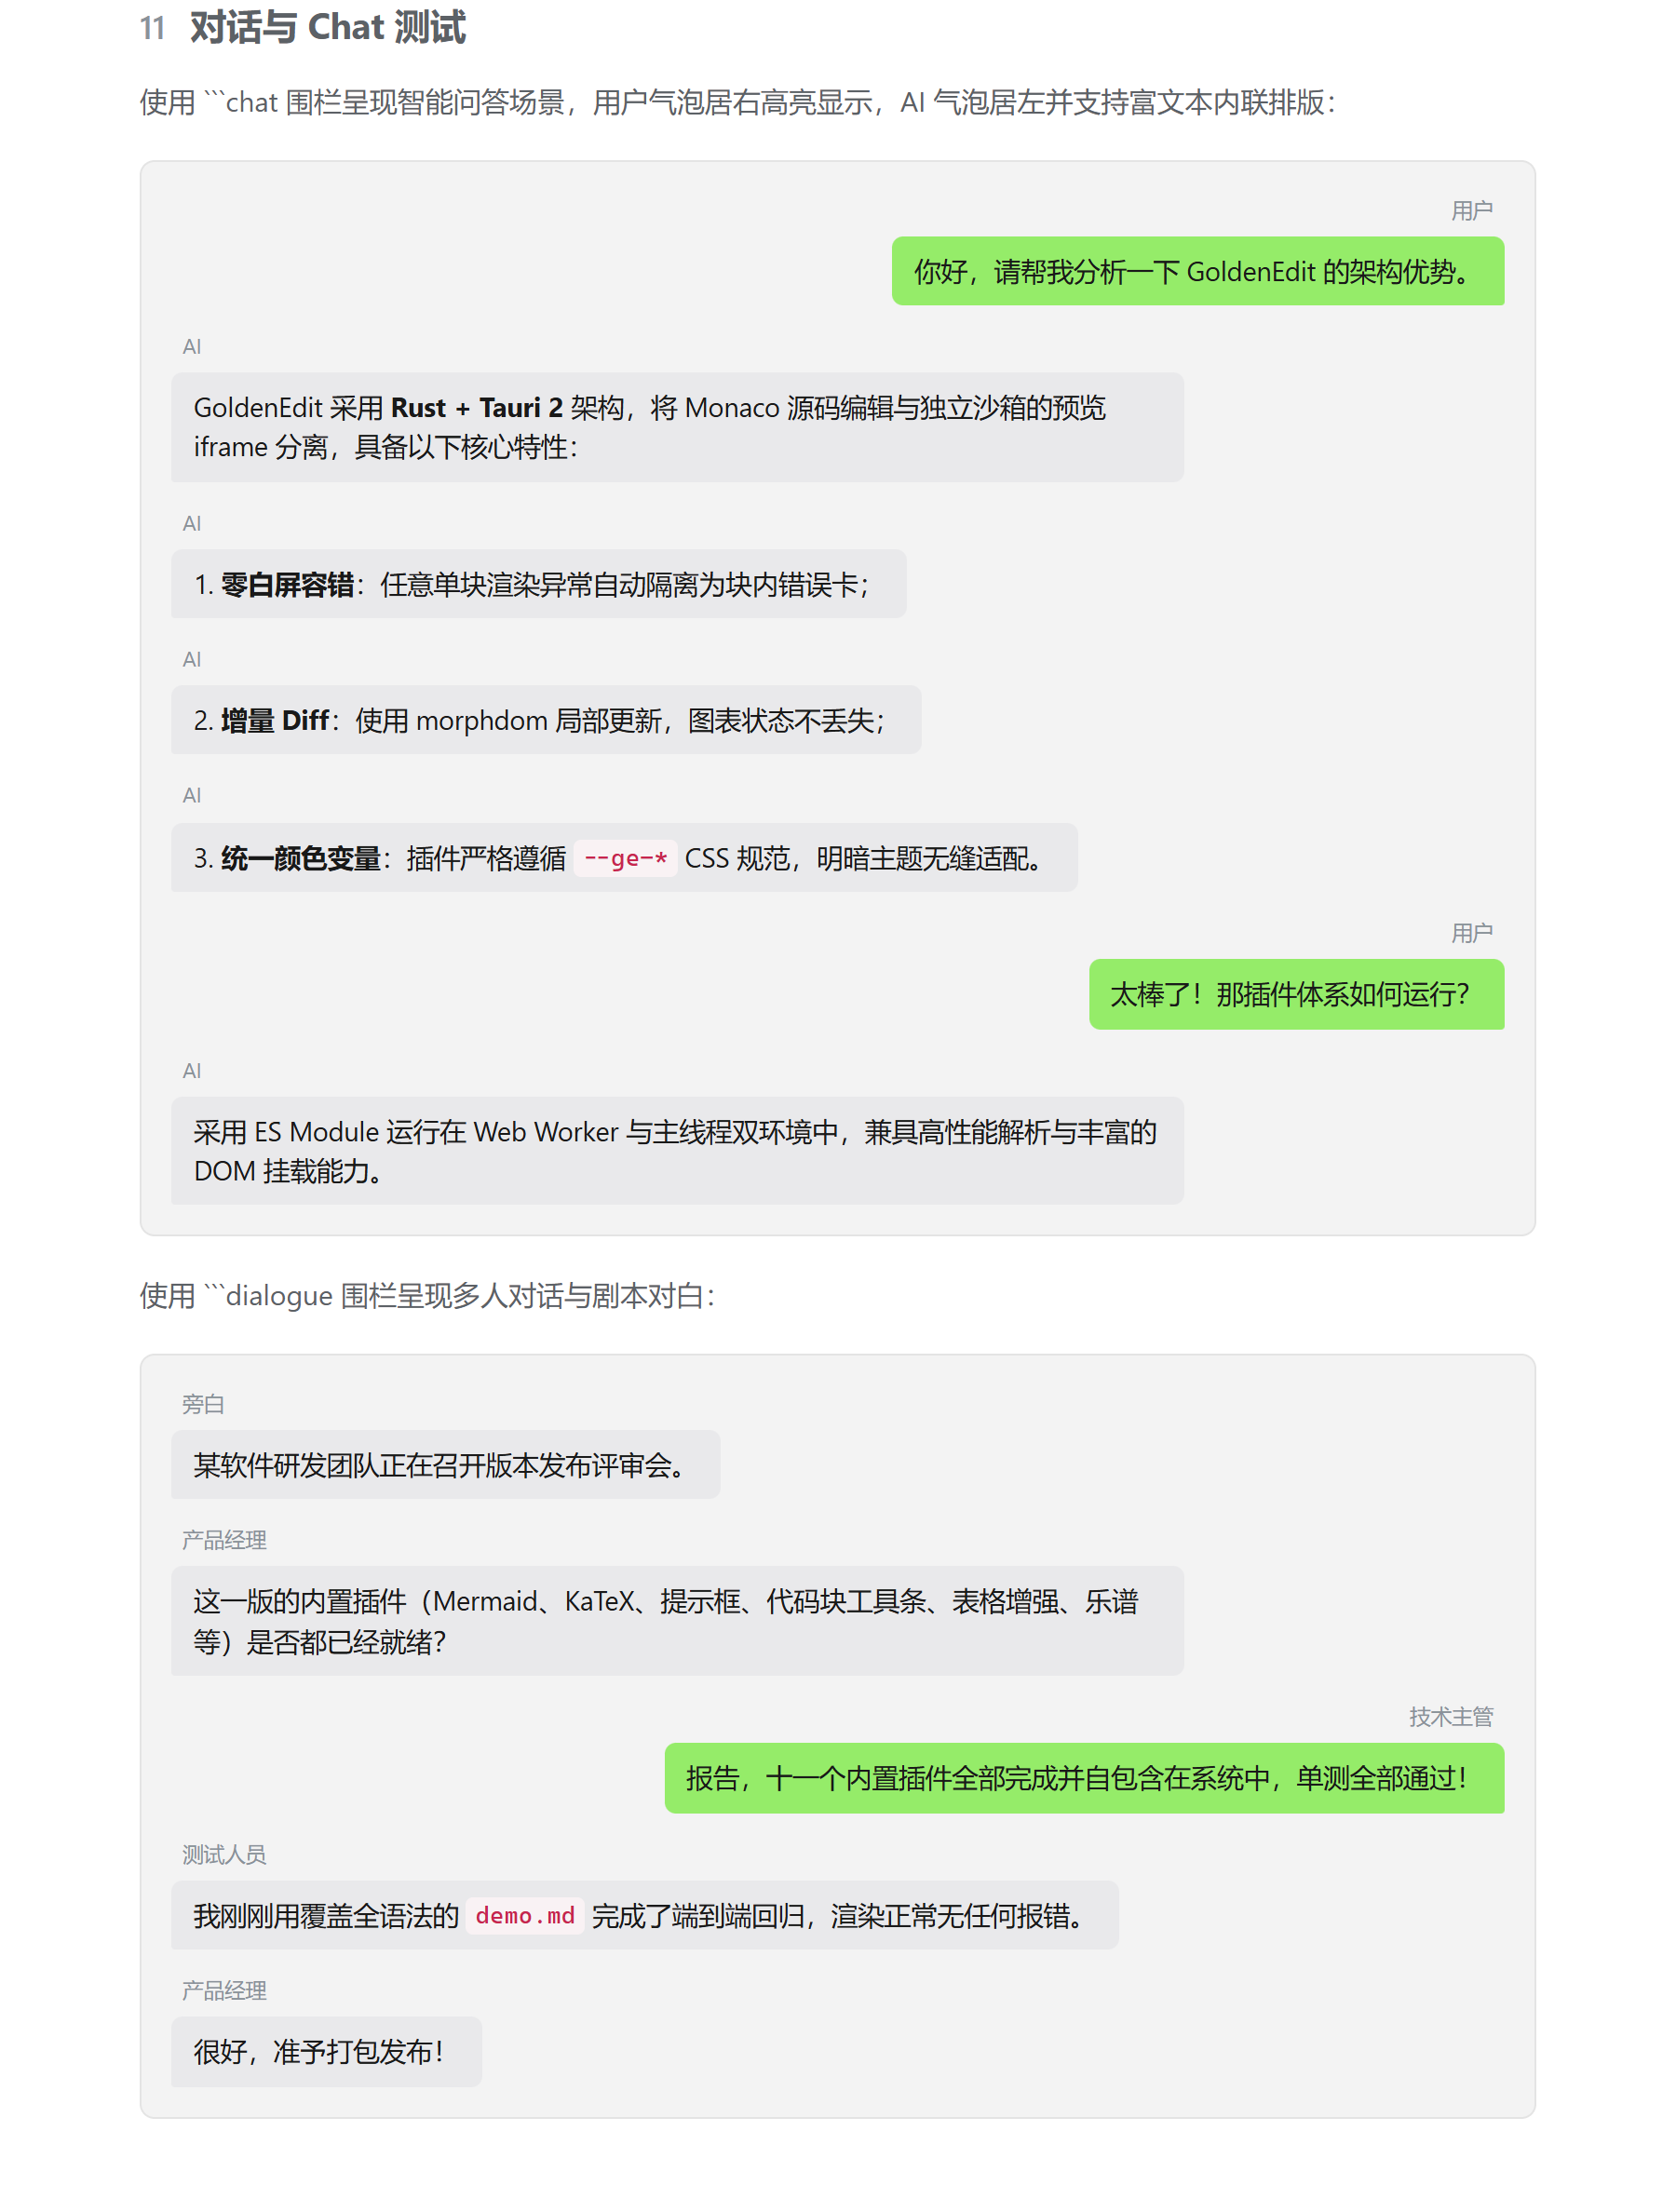 11 对话与 Chat 测试
使用 ```chat 围栏呈现智能问答场景，用户气泡居右高亮显示，AI 气泡居左并支持富文本内联排版：
用户
你好，请帮我分析一下 GoldenEdit 的架构优势。
AI
GoldenEdit 采用 Rust + Tauri 2 架构，将 Monaco 源码编辑与独立沙箱的预览
iframe 分离，具备以下核心特性：
AI
1. 零白屏容错：任意单块渲染异常自动隔离为块内错误卡；
AI
2. 增量 Diff：使用 morphdom 局部更新，图表状态不丢失；
AI
3. 统一颜色变量：插件严格遵循 --ge-* CSS 规范，明暗主题无缝适配。
用户
太棒了！那插件体系如何运行？
AI
采用 ES Module 运行在 Web Worker 与主线程双环境中，兼具高性能解析与丰富的
DOM 挂载能力。
使用 ```dialogue 围栏呈现多人对话与剧本对白：
旁白
某软件研发团队正在召开版本发布评审会。
产品经理
这一版的内置插件（Mermaid、KaTeX、提示框、代码块工具条、表格增强、乐谱
等）是否都已经就绪？
技术主管
报告，十一个内置插件全部完成并自包含在系统中，单测全部通过！
测试人员
我刚刚用覆盖全语法的 demo.md 完成了端到端回归，渲染正常无任何报错。
产品经理
很好，准予打包发布！